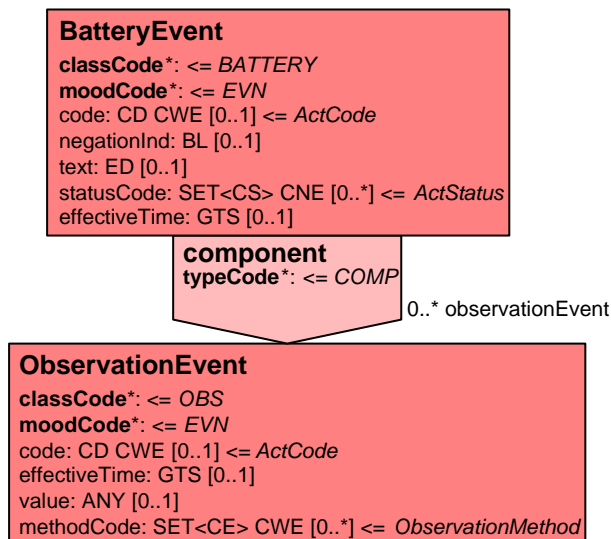 BatteryEvent
classCode*: <= BATTERY
moodCode*: <= EVN
code: CD CWE [0..1] <= ActCode
negationInd: BL [0..1]
text: ED [0..1]
statusCode: SET<CS> CNE [0..*] <= ActStatus
effectiveTime: GTS [0..1]
component
typeCode*: <= COMP
0..* observationEvent
ObservationEvent
classCode*: <= OBS
moodCode*: <= EVN
code: CD CWE [0..1] <= ActCode
effectiveTime: GTS [0..1]
value: ANY [0..1]
methodCode: SET<CE> CWE [0..*] <= ObservationMethod